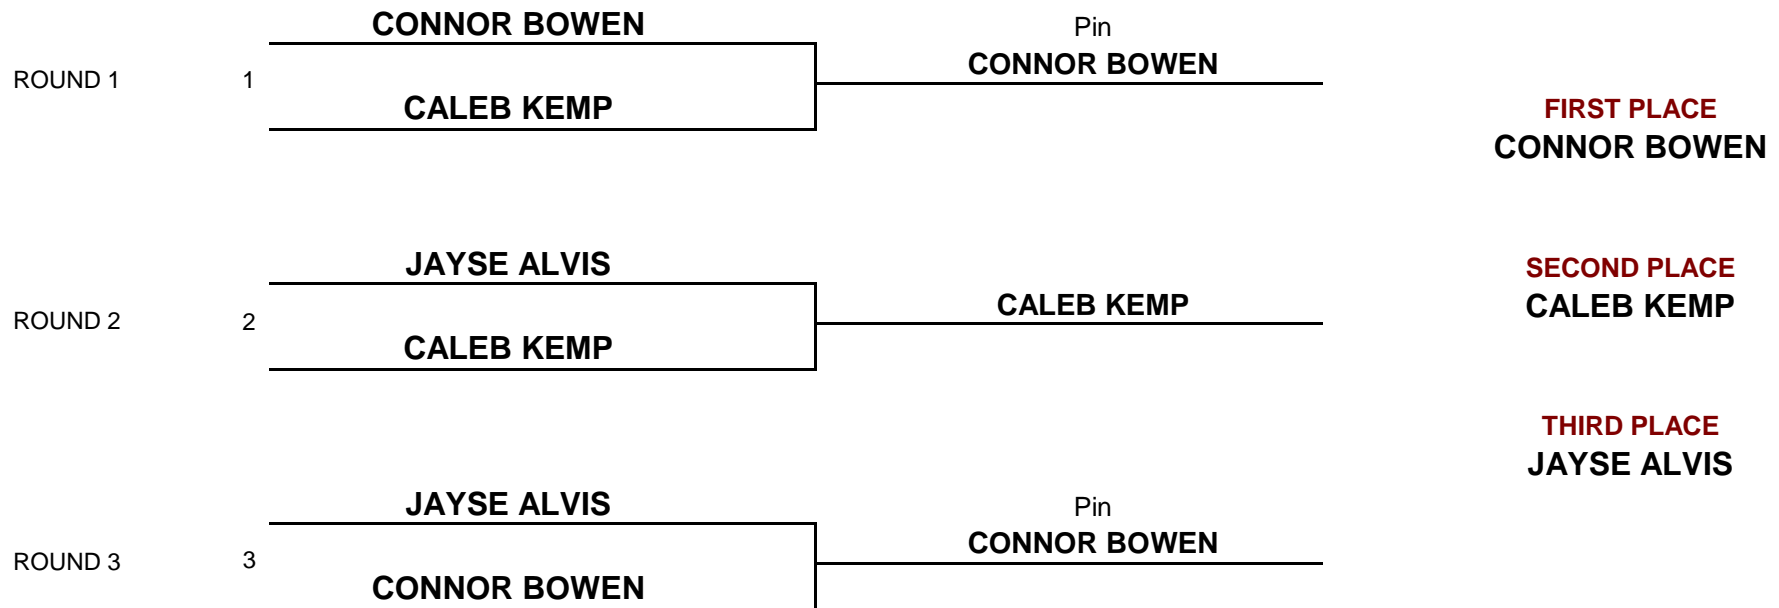 CONNOR BOWEN
Pin
CONNOR BOWEN
ROUND 1
1
CALEB KEMP
FIRST PLACE
CONNOR BOWEN
JAYSE ALVIS
SECOND PLACE
CALEB KEMP
CALEB KEMP
ROUND 2
2
CALEB KEMP
THIRD PLACE
JAYSE ALVIS
JAYSE ALVIS
Pin
CONNOR BOWEN
ROUND 3
3
CONNOR BOWEN